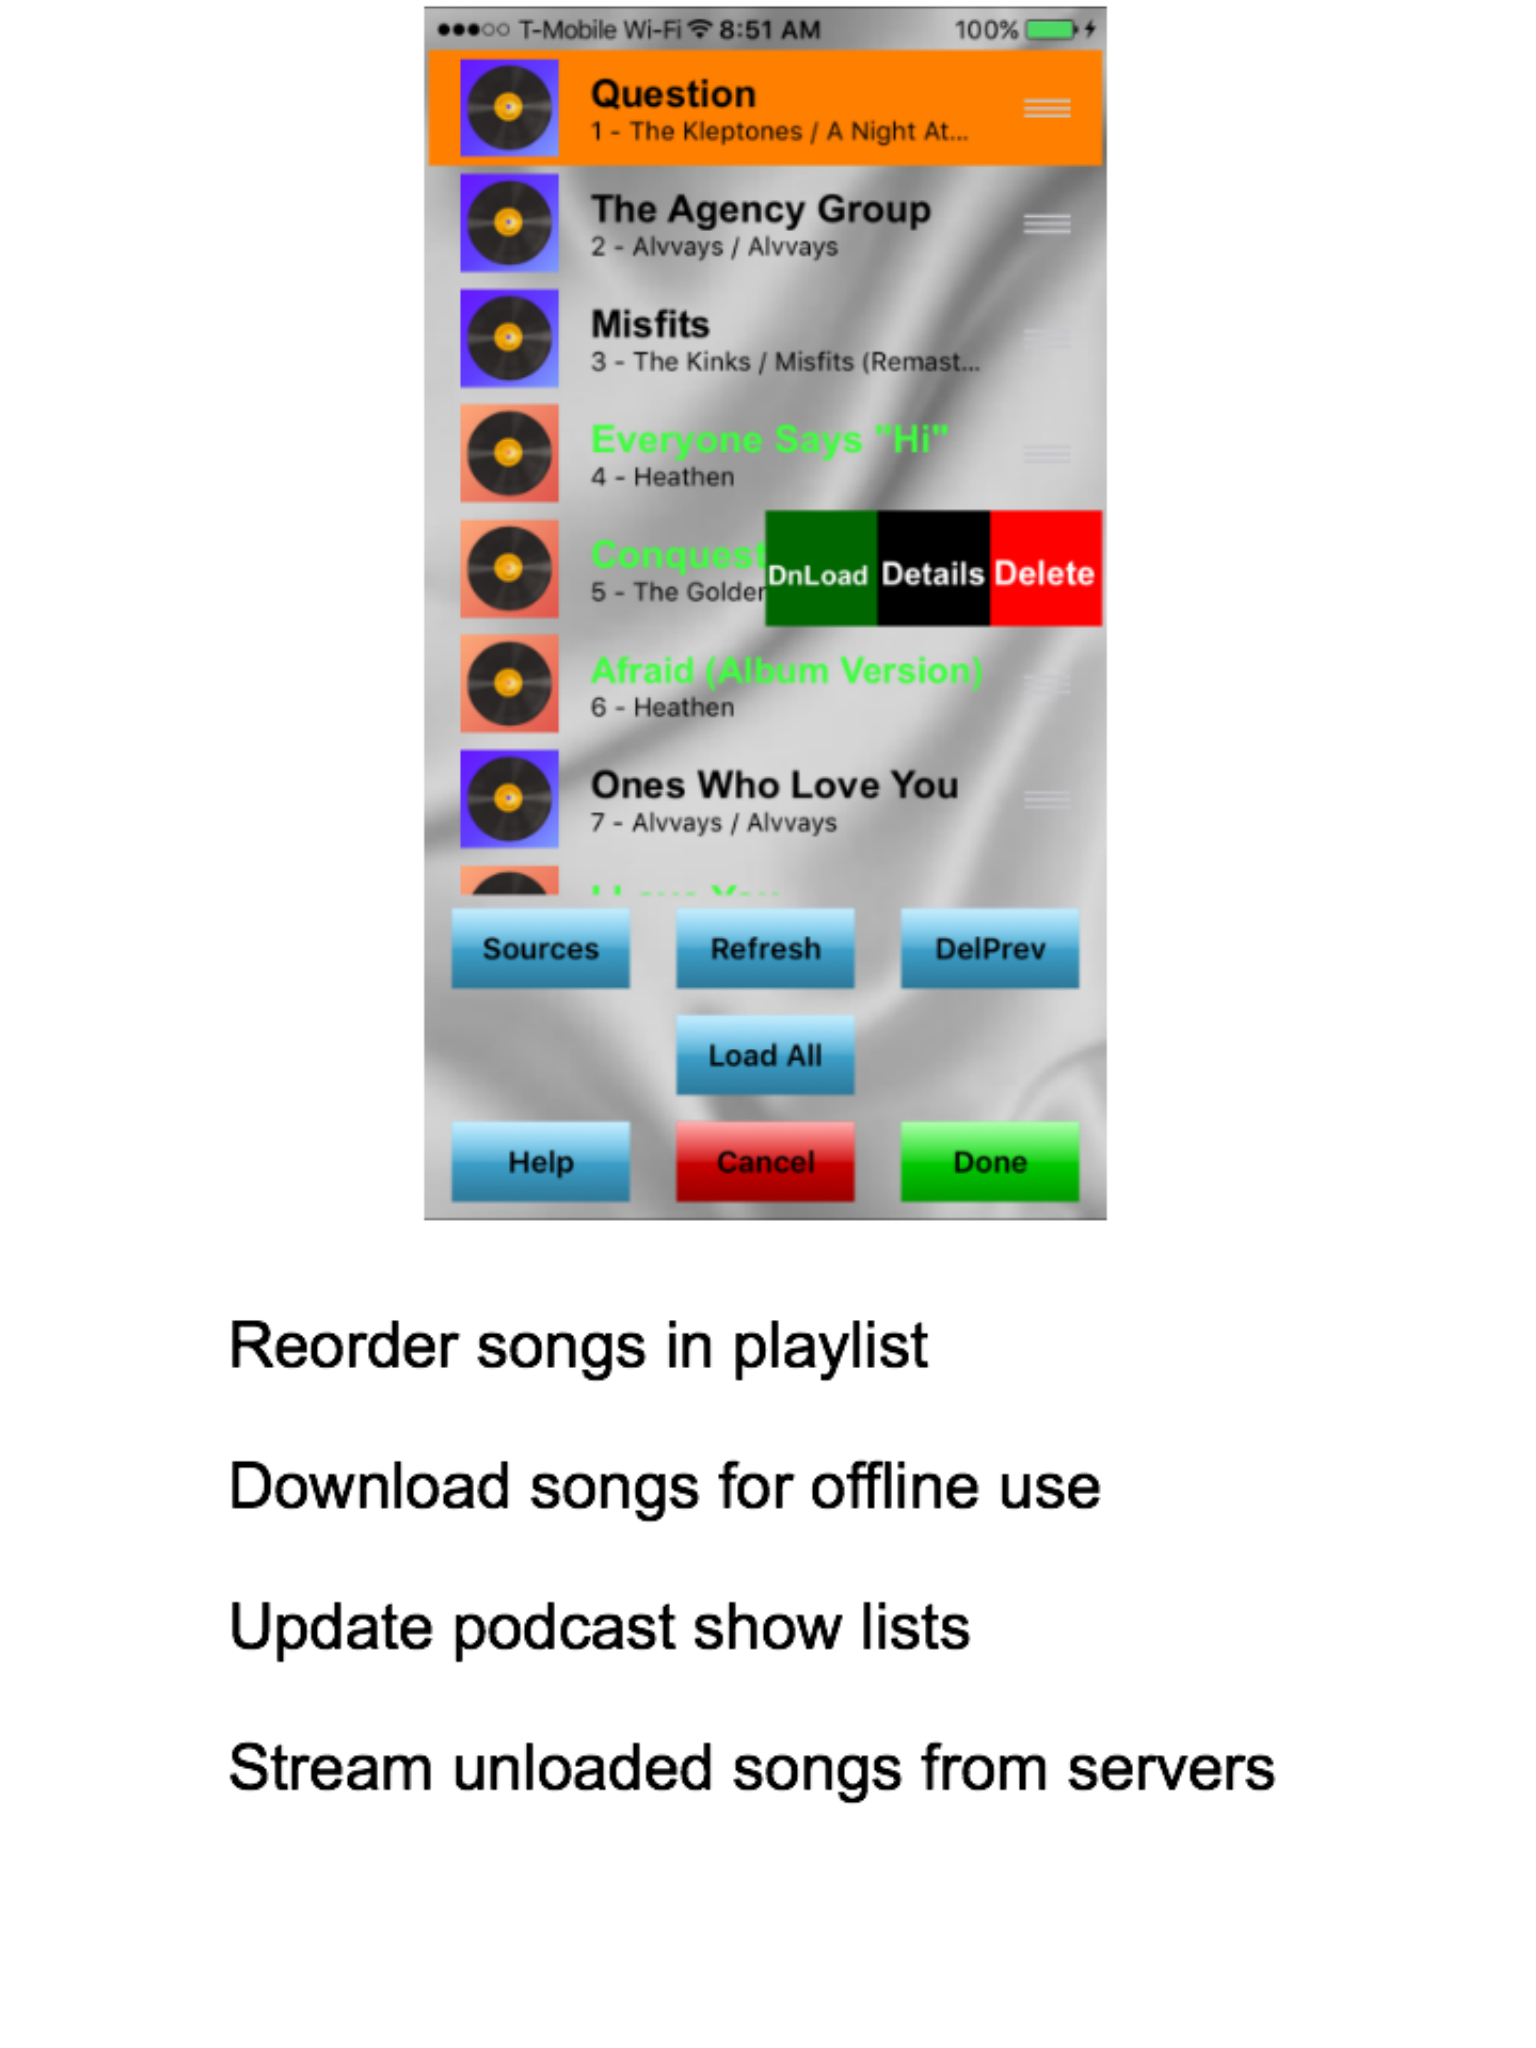 T-Mobile Wi-Fi 8:51 AM 100%
Question
1 - The Kleptones / A Night At...
The Agency Group
2 - Alvvays / Alvvays
Misfits
3 - The Kinks / Misfits (Remast...
Everyone Says "Hi"
4 - Heathen
Conquest
5 - The Golden
DnLoad Details Delete
Afraid (Album Version)
6 - Heathen
Ones Who Love You
7 - Alvvays / Alvvays
Sources Refresh DelPrev
Load All
Help Cancel Done
Reorder songs in playlist
Download songs for offline use
Update podcast show lists
Stream unloaded songs from servers